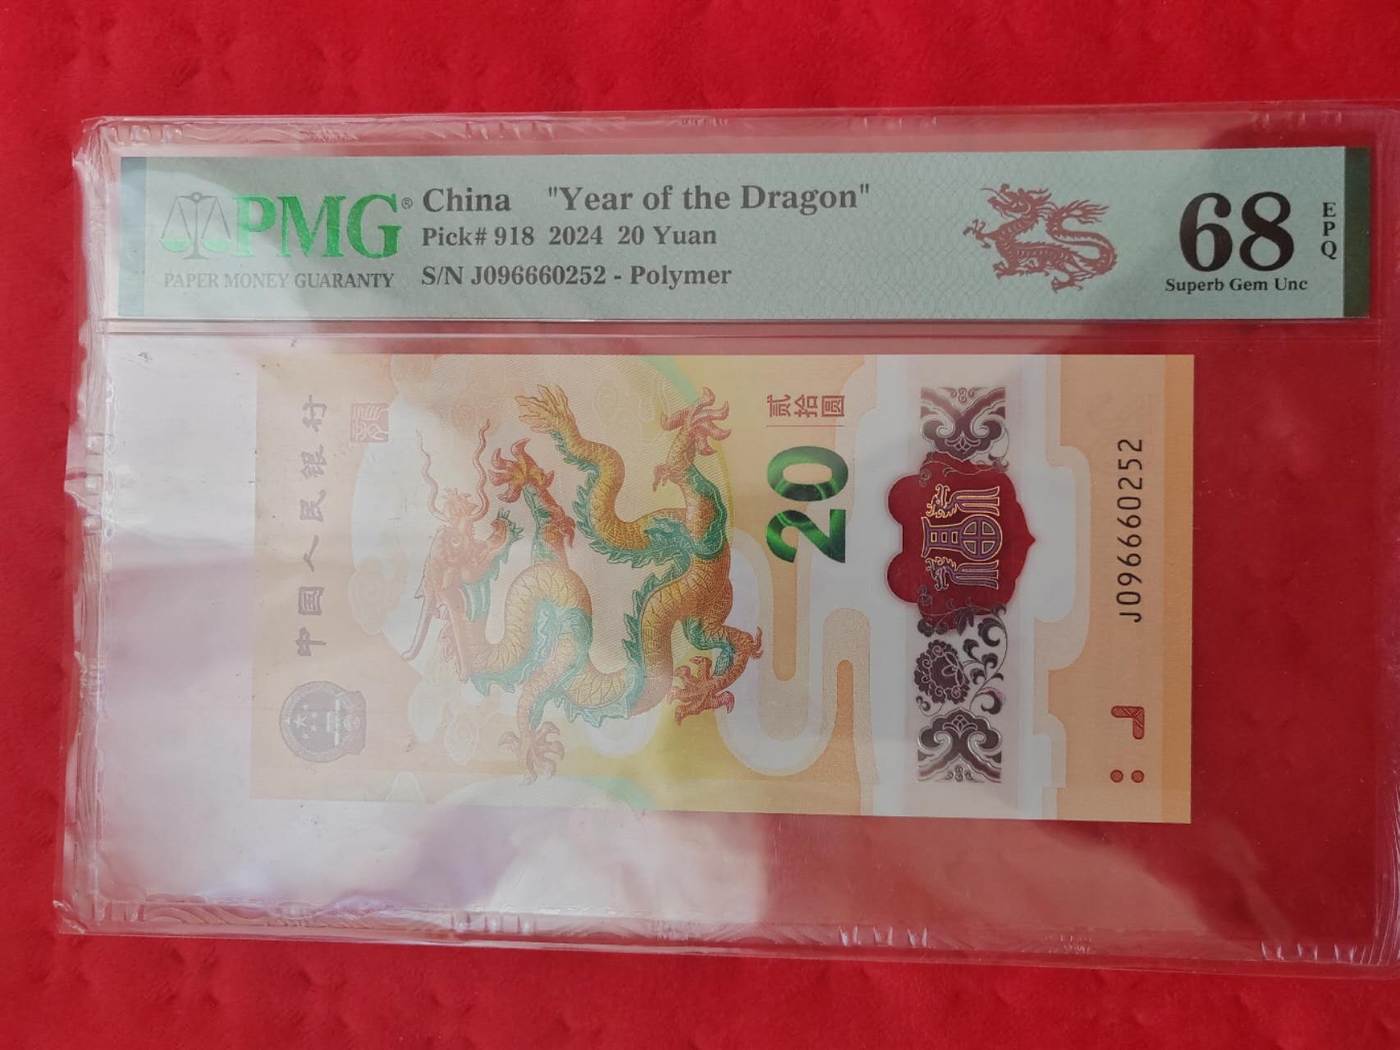 PMG®
PAPER MONEY GUARANTY
China "Year of the Dragon"
Pick# 918 2024 20 Yuan
S/N J096660252 - Polymer
68
EPQ
Superb Gem Unc
中国人民银行
贰拾圆
20
J096660252